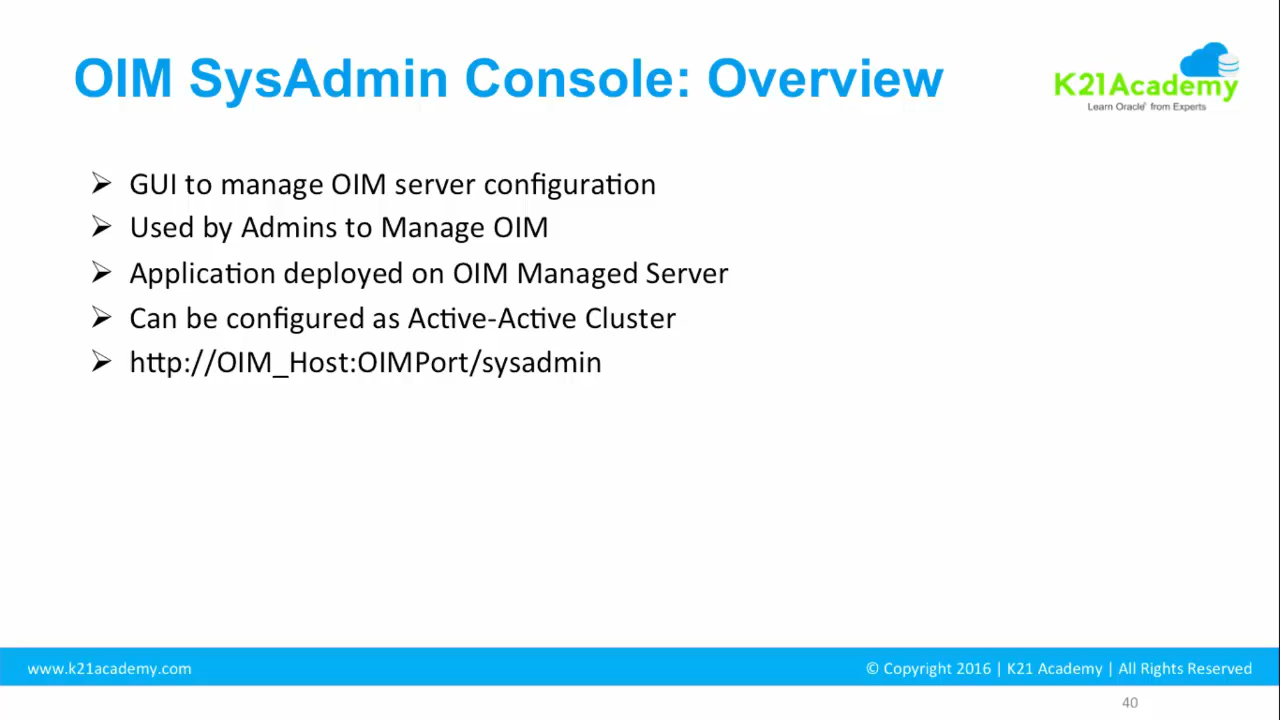 OIM SysAdmin Console: Overview
K21Academy
Learn Oracle' from Experts
➢ GUI to manage OIM server configuration
➢ Used by Admins to Manage OIM
➢ Application deployed on OIM Managed Server
➢ Can be configured as Active-Active Cluster
➢ http://OIM_Host:OIMPort/sysadmin
www.k21academy.com
© Copyright 2016 | K21 Academy | All Rights Reserved
40